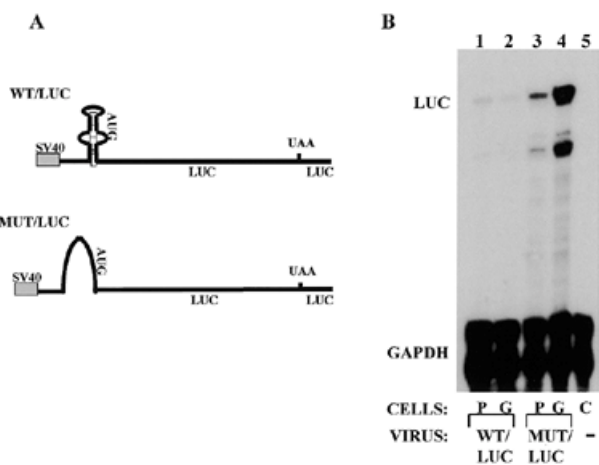 A
WT/LUC
AUG
SV40
UAA
LUC
LUC
MUT/LUC
AUG
SV40
UAA
LUC
LUC
B
1 2 3 4 5
LUC
GAPDH
CELLS: P G P G C
VIRUS: WT/ MUT/ –
LUC LUC